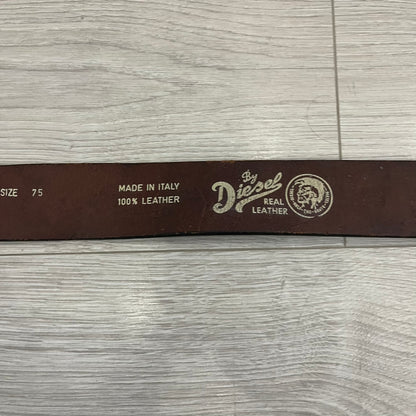 SIZE 75
MADE IN ITALY
100% LEATHER
By
Diesel
REAL
LEATHER